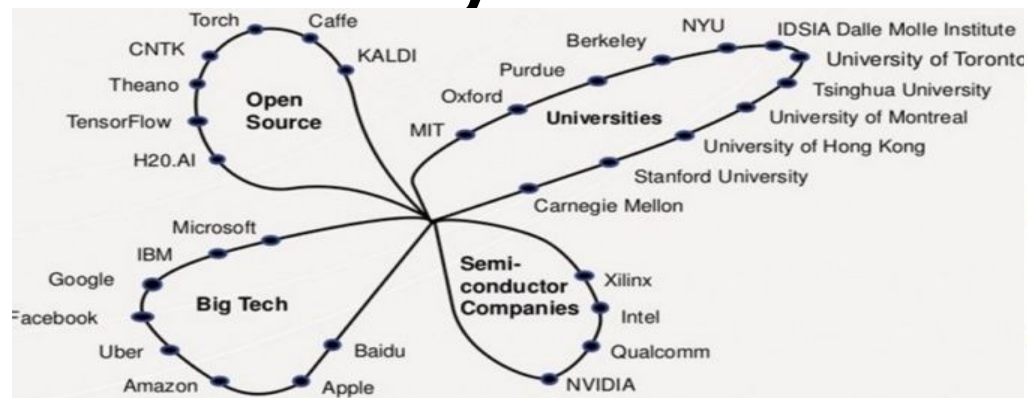 Torch
Caffe
CNTK
KALDI
Theano
Open
Source
TensorFlow
H20.AI
NYU
IDSIA Dalle Molle Institute
Berkeley
University of Toronto
Purdue
Tsinghua University
Oxford
Universities
University of Montreal
MIT
University of Hong Kong
Stanford University
Carnegie Mellon
Microsoft
IBM
Google
Big Tech
Facebook
Uber
Baidu
Amazon
Apple
Semi-
conductor
Companies
Xilinx
Intel
Qualcomm
NVIDIA